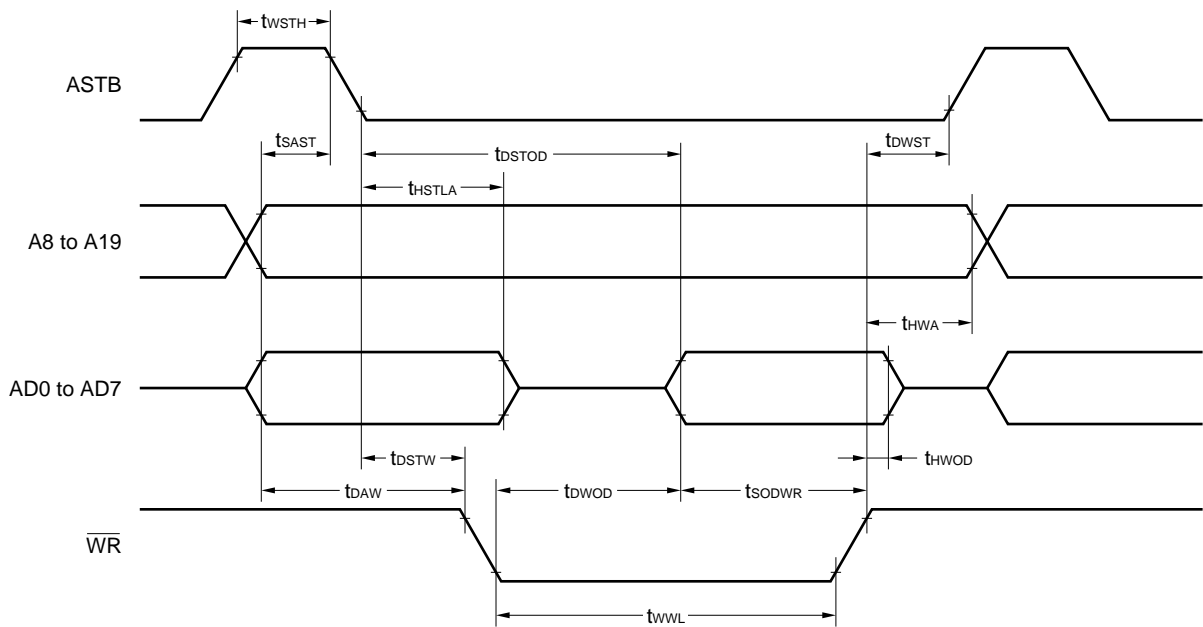 tWSTH
ASTB
tSAST
tDSTOD
tDWST
tHSTLA
A8 to A19
tHWA
AD0 to AD7
tDSTW
tHWOD
tDAW
tDWOD
tSODWR
WR
tWWL